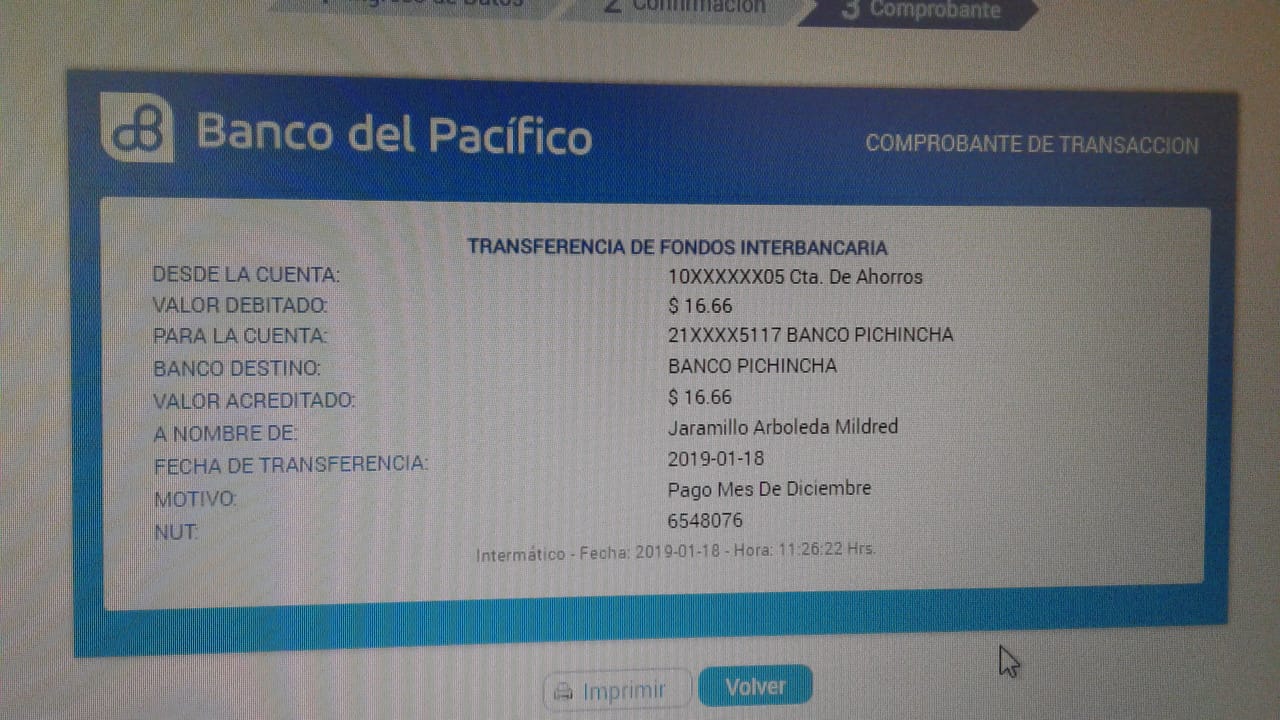 2 Confirmación
3 Comprobante
Banco del Pacífico
COMPROBANTE DE TRANSACCION
TRANSFERENCIA DE FONDOS INTERBANCARIA
DESDE LA CUENTA: 10XXXXXX05 Cta. De Ahorros
VALOR DEBITADO: $ 16.66
PARA LA CUENTA: 21XXXX5117 BANCO PICHINCHA
BANCO DESTINO: BANCO PICHINCHA
VALOR ACREDITADO: $ 16.66
A NOMBRE DE: Jaramillo Arboleda Mildred
FECHA DE TRANSFERENCIA: 2019-01-18
MOTIVO: Pago Mes De Diciembre
NUT: 6548076
Intermático - Fecha: 2019-01-18 - Hora: 11:26:22 Hrs.
Imprimir
Volver